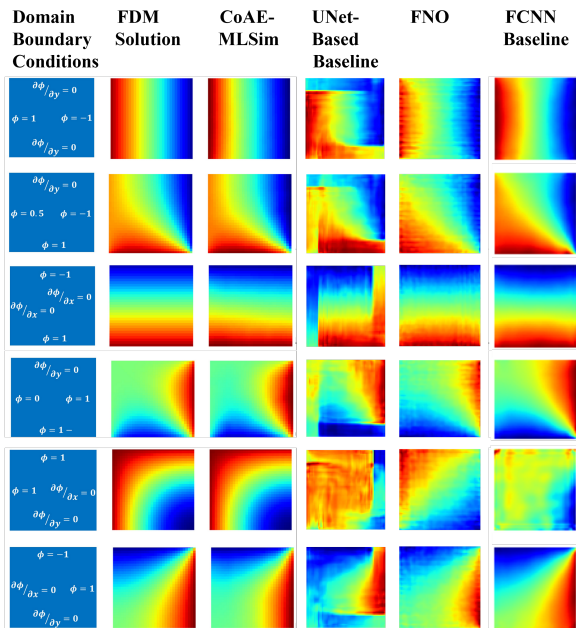 Domain
Boundary
Conditions
FDM
Solution
CoAE-
MLSim
UNet-
Based
Baseline
FNO
FCNN
Baseline
∂ϕ/∂y = 0
ϕ = 1 ϕ = −1
∂ϕ/∂y = 0
∂ϕ/∂y = 0
ϕ = 0.5 ϕ = −1
ϕ = 1
ϕ = −1
∂ϕ/∂x = 0
∂ϕ/∂x = 0
ϕ = 1
∂ϕ/∂y = 0
ϕ = 0 ϕ = 1
ϕ = 1 −
ϕ = 1
ϕ = 1 ∂ϕ/∂x = 0
∂ϕ/∂y = 0
ϕ = −1
∂ϕ/∂x = 0 ϕ = 1
∂ϕ/∂y = 0